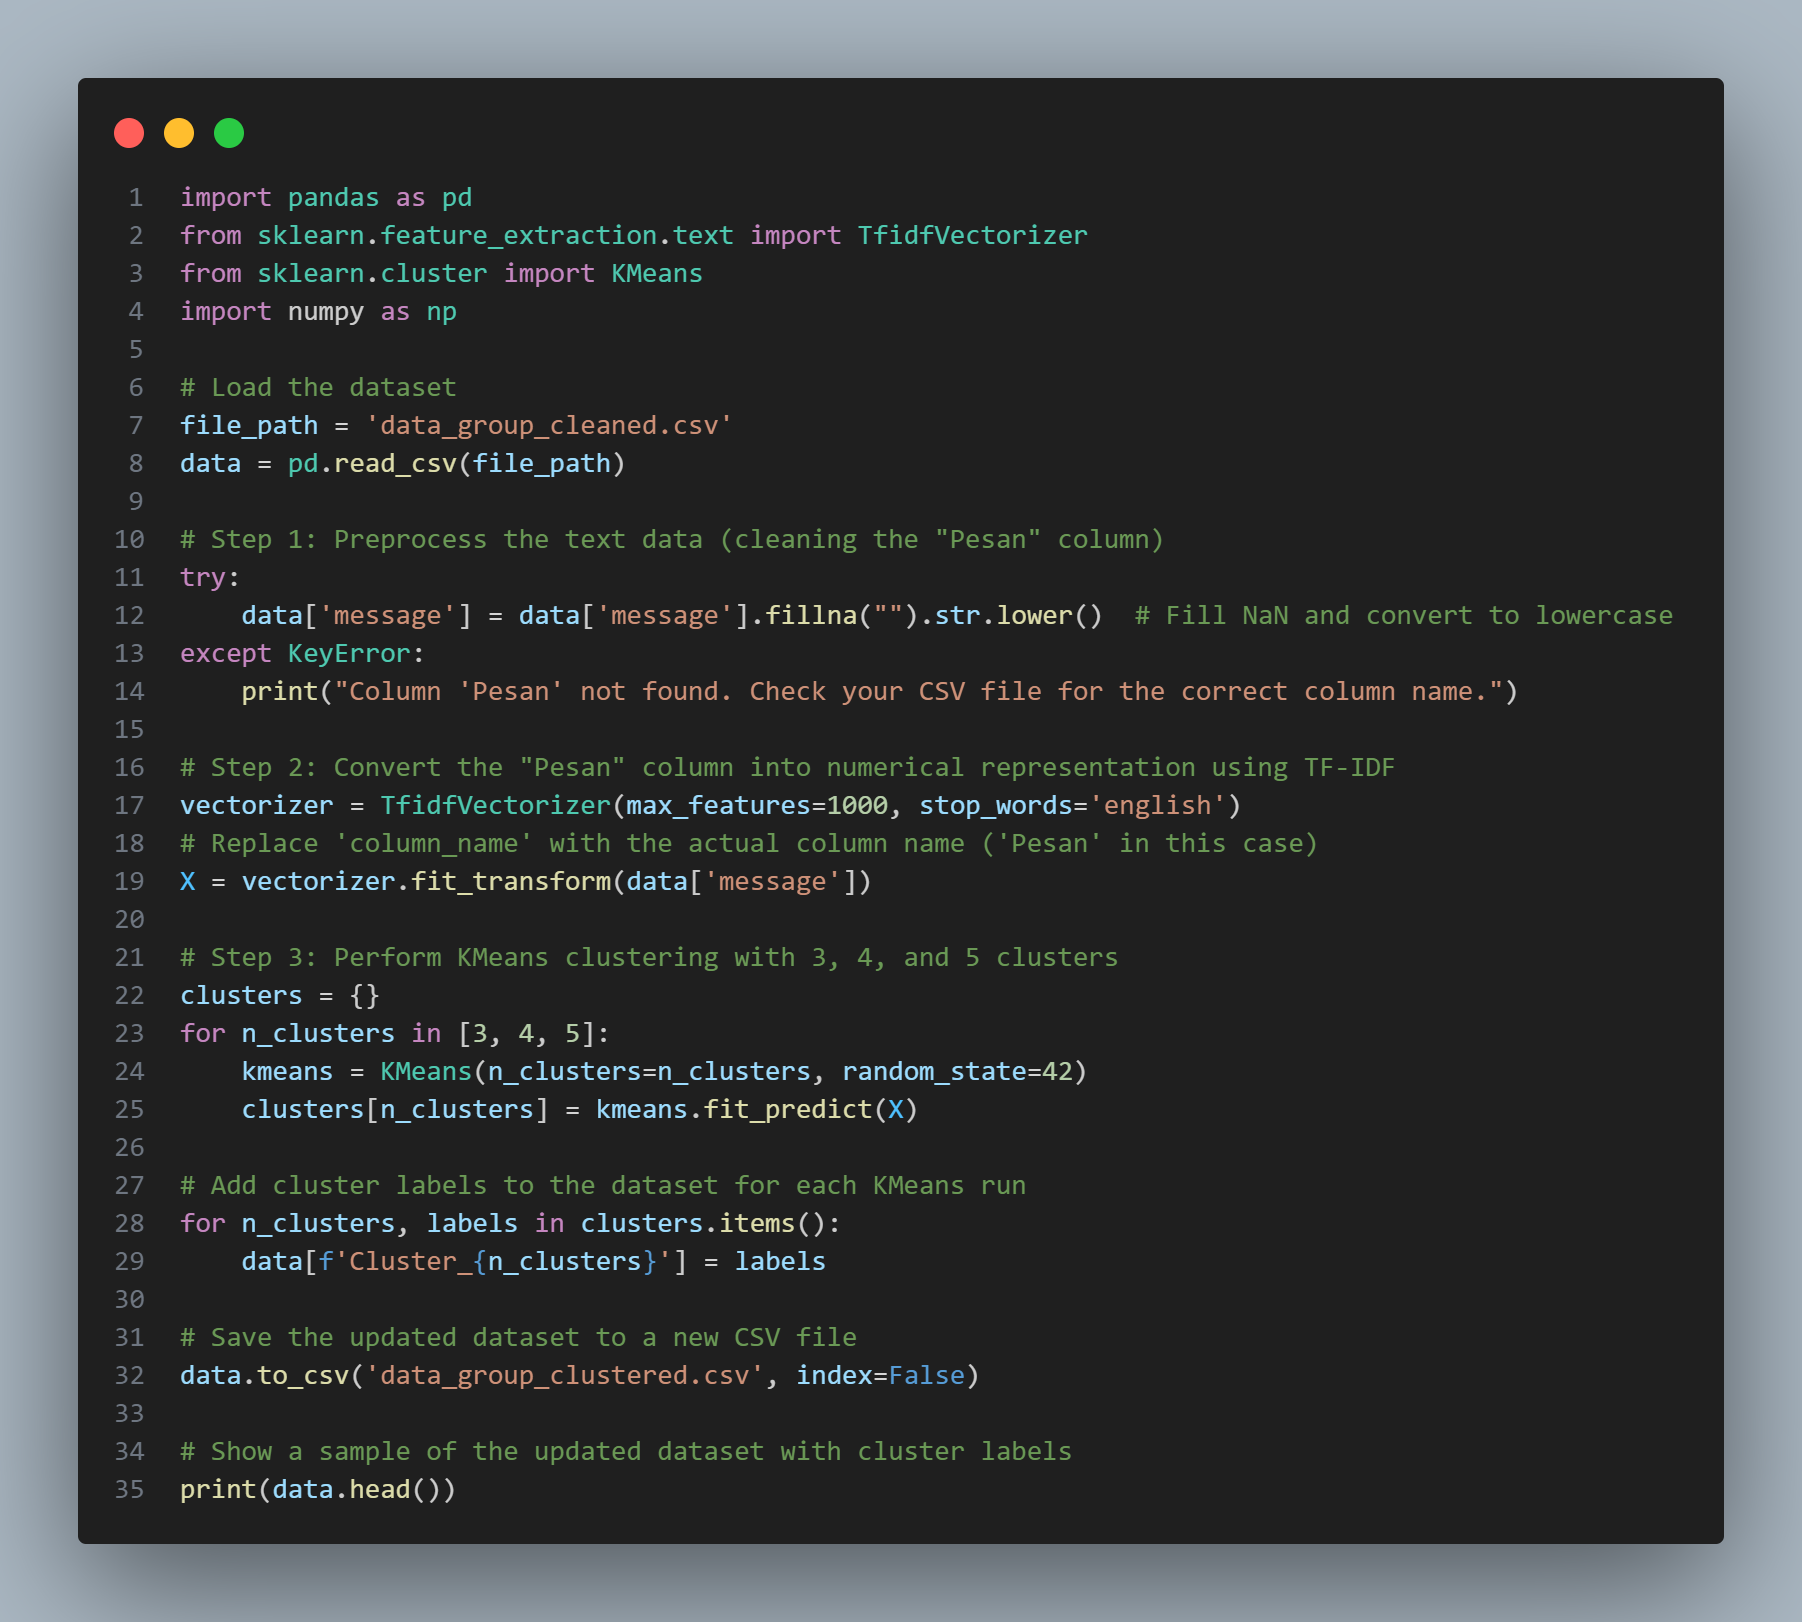 1 import pandas as pd
2 from sklearn.feature_extraction.text import TfidfVectorizer
3 from sklearn.cluster import KMeans
4 import numpy as np
5
6 # Load the dataset
7 file_path = 'data_group_cleaned.csv'
8 data = pd.read_csv(file_path)
9
10 # Step 1: Preprocess the text data (cleaning the "Pesan" column)
11 try:
12     data['message'] = data['message'].fillna("").str.lower()  # Fill NaN and convert to lowercase
13 except KeyError:
14     print("Column 'Pesan' not found. Check your CSV file for the correct column name.")
15
16 # Step 2: Convert the "Pesan" column into numerical representation using TF-IDF
17 vectorizer = TfidfVectorizer(max_features=1000, stop_words='english')
18 # Replace 'column_name' with the actual column name ('Pesan' in this case)
19 X = vectorizer.fit_transform(data['message'])
20
21 # Step 3: Perform KMeans clustering with 3, 4, and 5 clusters
22 clusters = {}
23 for n_clusters in [3, 4, 5]:
24     kmeans = KMeans(n_clusters=n_clusters, random_state=42)
25     clusters[n_clusters] = kmeans.fit_predict(X)
26
27 # Add cluster labels to the dataset for each KMeans run
28 for n_clusters, labels in clusters.items():
29     data[f'Cluster_{n_clusters}'] = labels
30
31 # Save the updated dataset to a new CSV file
32 data.to_csv('data_group_clustered.csv', index=False)
33
34 # Show a sample of the updated dataset with cluster labels
35 print(data.head())